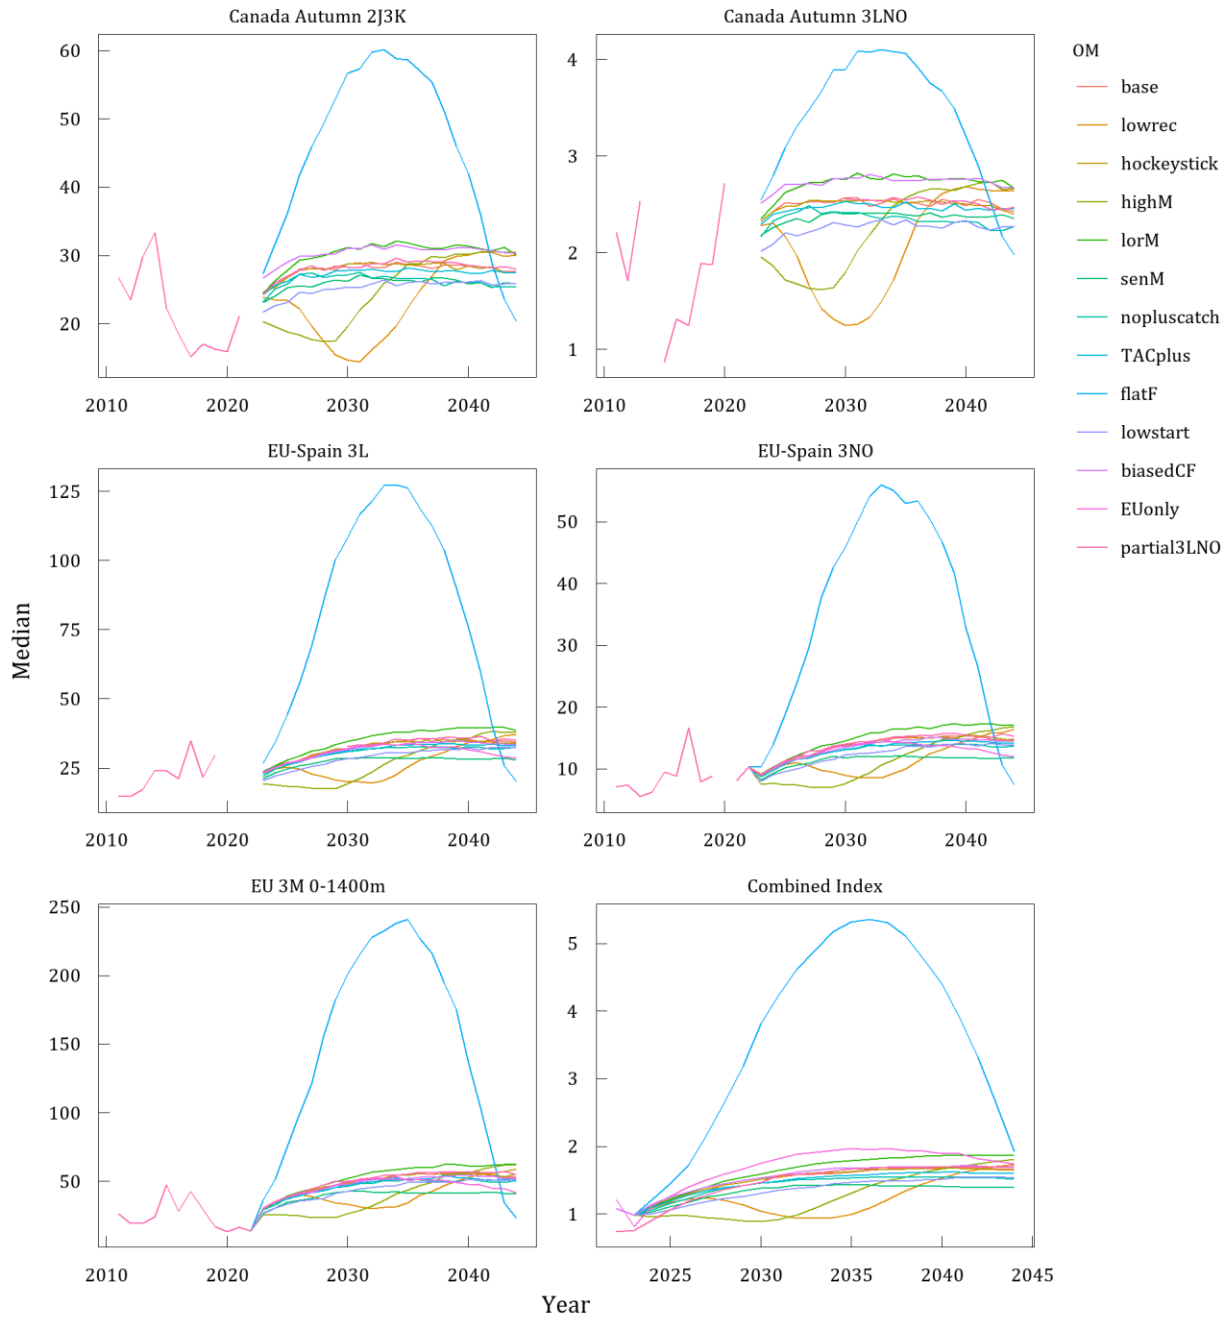 Canada Autumn 2J3K
60
50
40
30
20
2010 2020 2030 2040
Canada Autumn 3LNO
4
3
2
1
2010 2020 2030 2040
OM
base
lowrec
hockeystick
highM
lorM
senM
nopluscatch
TACplus
flatF
lowstart
biasedCF
EUonly
partial3LNO
EU-Spain 3L
125
100
75
50
25
2010 2020 2030 2040
EU-Spain 3NO
50
40
30
20
10
2010 2020 2030 2040
Median
EU 3M 0-1400m
250
200
150
100
50
2010 2020 2030 2040
Combined Index
5
4
3
2
1
2025 2030 2035 2040 2045
Year